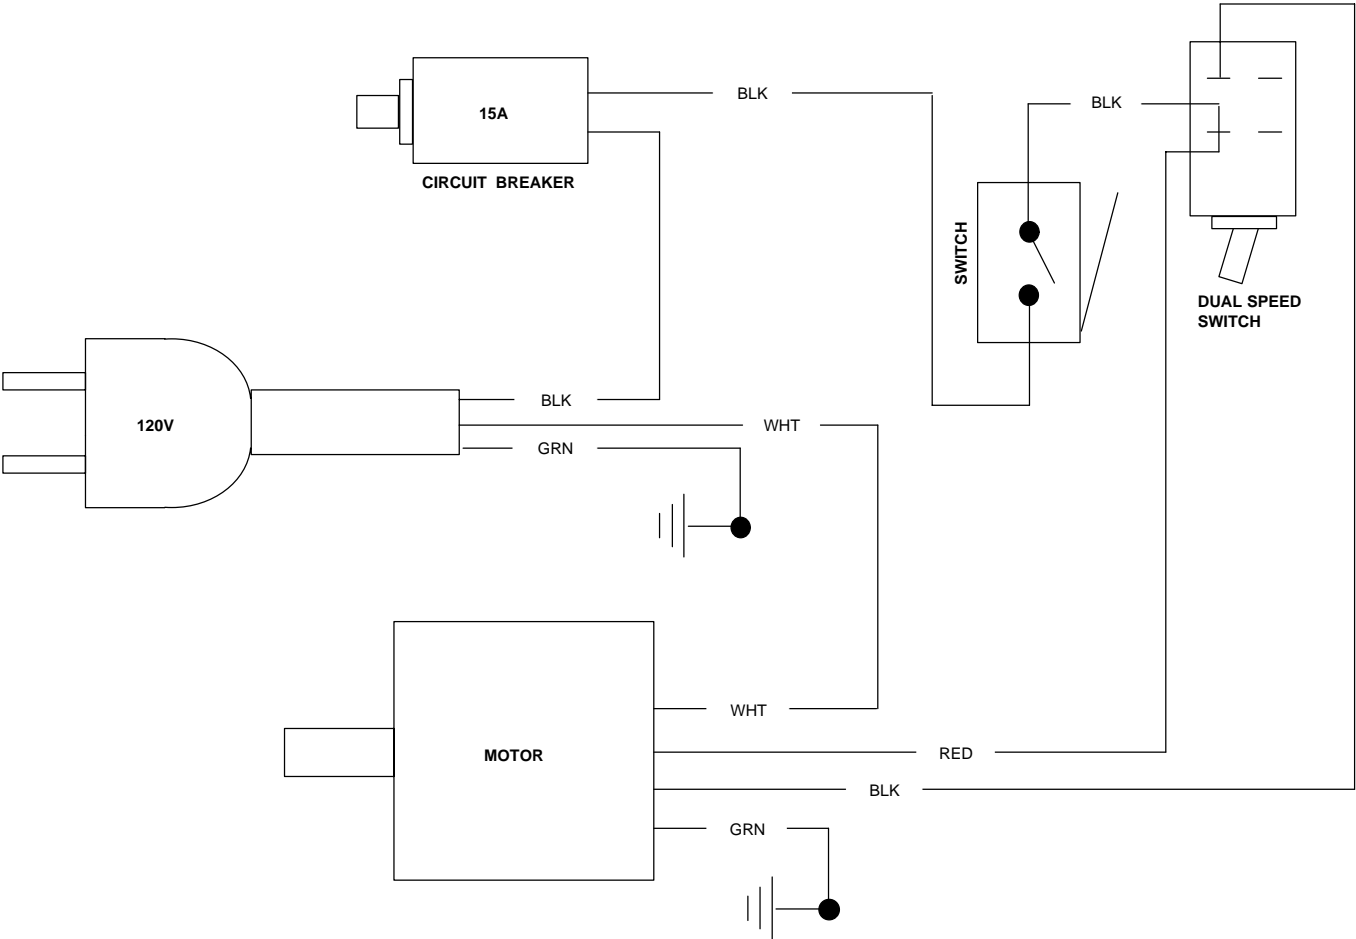 BLK
BLK
15A
CIRCUIT BREAKER
SWITCH
DUAL SPEED
SWITCH
BLK
120V
WHT
GRN
WHT
MOTOR
RED
BLK
GRN